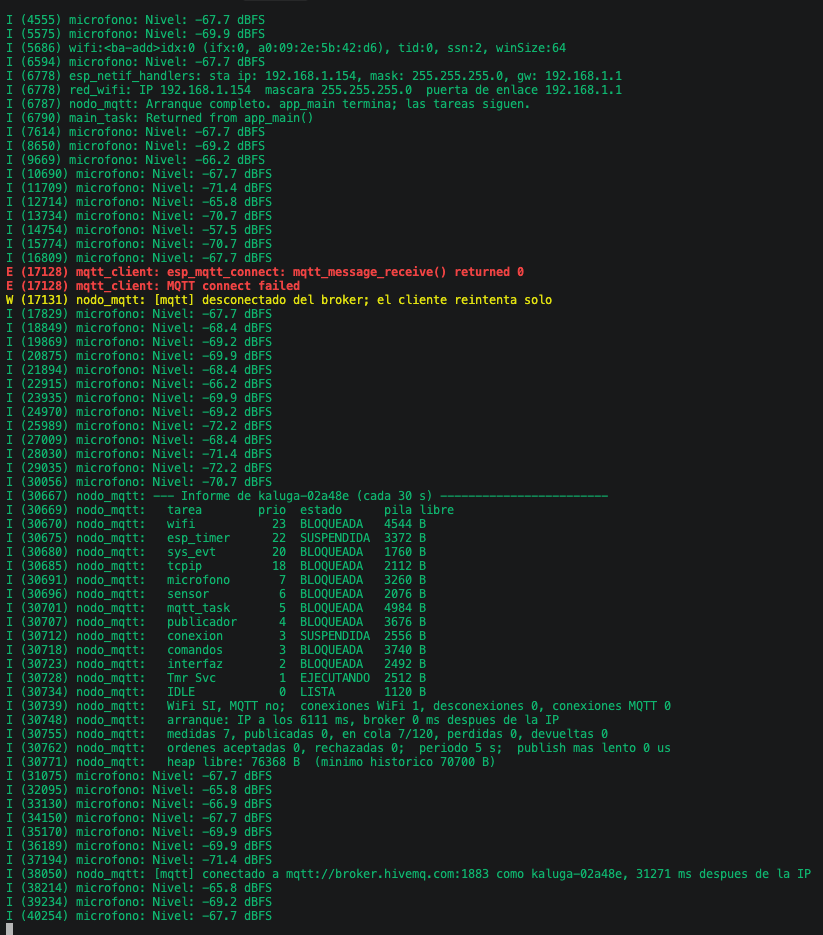 I (4555) microfono: Nivel: -67.7 dBFS
I (5575) microfono: Nivel: -69.9 dBFS
I (5686) wifi:<ba-add>idx:0 (ifx:0, a0:09:2e:5b:42:d6), tid:0, ssn:2, winSize:64
I (6594) microfono: Nivel: -67.7 dBFS
I (6778) esp_netif_handlers: sta ip: 192.168.1.154, mask: 255.255.255.0, gw: 192.168.1.1
I (6778) red_wifi: IP 192.168.1.154  mascara 255.255.255.0  puerta de enlace 192.168.1.1
I (6787) nodo_mqtt: Arranque completo. app_main termina; las tareas siguen.
I (6790) main_task: Returned from app_main()
I (7614) microfono: Nivel: -67.7 dBFS
I (8650) microfono: Nivel: -69.2 dBFS
I (9669) microfono: Nivel: -66.2 dBFS
I (10690) microfono: Nivel: -67.7 dBFS
I (11709) microfono: Nivel: -71.4 dBFS
I (12714) microfono: Nivel: -65.8 dBFS
I (13734) microfono: Nivel: -70.7 dBFS
I (14754) microfono: Nivel: -57.5 dBFS
I (15774) microfono: Nivel: -70.7 dBFS
I (16809) microfono: Nivel: -67.7 dBFS
E (17128) mqtt_client: esp_mqtt_connect: mqtt_message_receive() returned 0
E (17128) mqtt_client: MQTT connect failed
W (17131) nodo_mqtt: [mqtt] desconectado del broker; el cliente reintenta solo
I (17829) microfono: Nivel: -67.7 dBFS
I (18849) microfono: Nivel: -68.4 dBFS
I (19869) microfono: Nivel: -69.2 dBFS
I (20875) microfono: Nivel: -69.9 dBFS
I (21894) microfono: Nivel: -68.4 dBFS
I (22915) microfono: Nivel: -66.2 dBFS
I (23935) microfono: Nivel: -69.9 dBFS
I (24970) microfono: Nivel: -69.2 dBFS
I (25989) microfono: Nivel: -72.2 dBFS
I (27009) microfono: Nivel: -68.4 dBFS
I (28030) microfono: Nivel: -71.4 dBFS
I (29035) microfono: Nivel: -72.2 dBFS
I (30056) microfono: Nivel: -70.7 dBFS
I (30667) nodo_mqtt: --- Informe de kaluga-02a48e (cada 30 s) ------------------------
I (30669) nodo_mqtt:   tarea        prio  estado      pila libre
I (30670) nodo_mqtt:   wifi           23  BLOQUEADA   4544 B
I (30675) nodo_mqtt:   esp_timer      22  SUSPENDIDA  3372 B
I (30680) nodo_mqtt:   sys_evt        20  BLOQUEADA   1760 B
I (30685) nodo_mqtt:   tcpip          18  BLOQUEADA   2112 B
I (30691) nodo_mqtt:   microfono       7  BLOQUEADA   3260 B
I (30696) nodo_mqtt:   sensor          6  BLOQUEADA   2076 B
I (30701) nodo_mqtt:   mqtt_task       5  BLOQUEADA   4984 B
I (30707) nodo_mqtt:   publicador      4  BLOQUEADA   3676 B
I (30712) nodo_mqtt:   conexion        3  SUSPENDIDA  2556 B
I (30718) nodo_mqtt:   comandos        3  BLOQUEADA   3740 B
I (30723) nodo_mqtt:   interfaz        2  BLOQUEADA   2492 B
I (30728) nodo_mqtt:   Tmr Svc         1  EJECUTANDO  2512 B
I (30734) nodo_mqtt:   IDLE            0  LISTA       1120 B
I (30739) nodo_mqtt:   WiFi SI, MQTT no;  conexiones WiFi 1, desconexiones 0, conexiones MQTT 0
I (30748) nodo_mqtt:   arranque: IP a los 6111 ms, broker 0 ms despues de la IP
I (30755) nodo_mqtt:   medidas 7, publicadas 0, en cola 7/120, perdidas 0, devueltas 0
I (30762) nodo_mqtt:   ordenes aceptadas 0, rechazadas 0;  periodo 5 s;  publish mas lento 0 us
I (30771) nodo_mqtt:   heap libre: 76368 B  (minimo historico 70700 B)
I (31075) microfono: Nivel: -67.7 dBFS
I (32095) microfono: Nivel: -65.8 dBFS
I (33130) microfono: Nivel: -66.9 dBFS
I (34150) microfono: Nivel: -67.7 dBFS
I (35170) microfono: Nivel: -69.9 dBFS
I (36189) microfono: Nivel: -69.9 dBFS
I (37194) microfono: Nivel: -71.4 dBFS
I (38050) nodo_mqtt: [mqtt] conectado a mqtt://broker.hivemq.com:1883 como kaluga-02a48e, 31271 ms despues de la IP
I (38214) microfono: Nivel: -65.8 dBFS
I (39234) microfono: Nivel: -69.2 dBFS
I (40254) microfono: Nivel: -67.7 dBFS